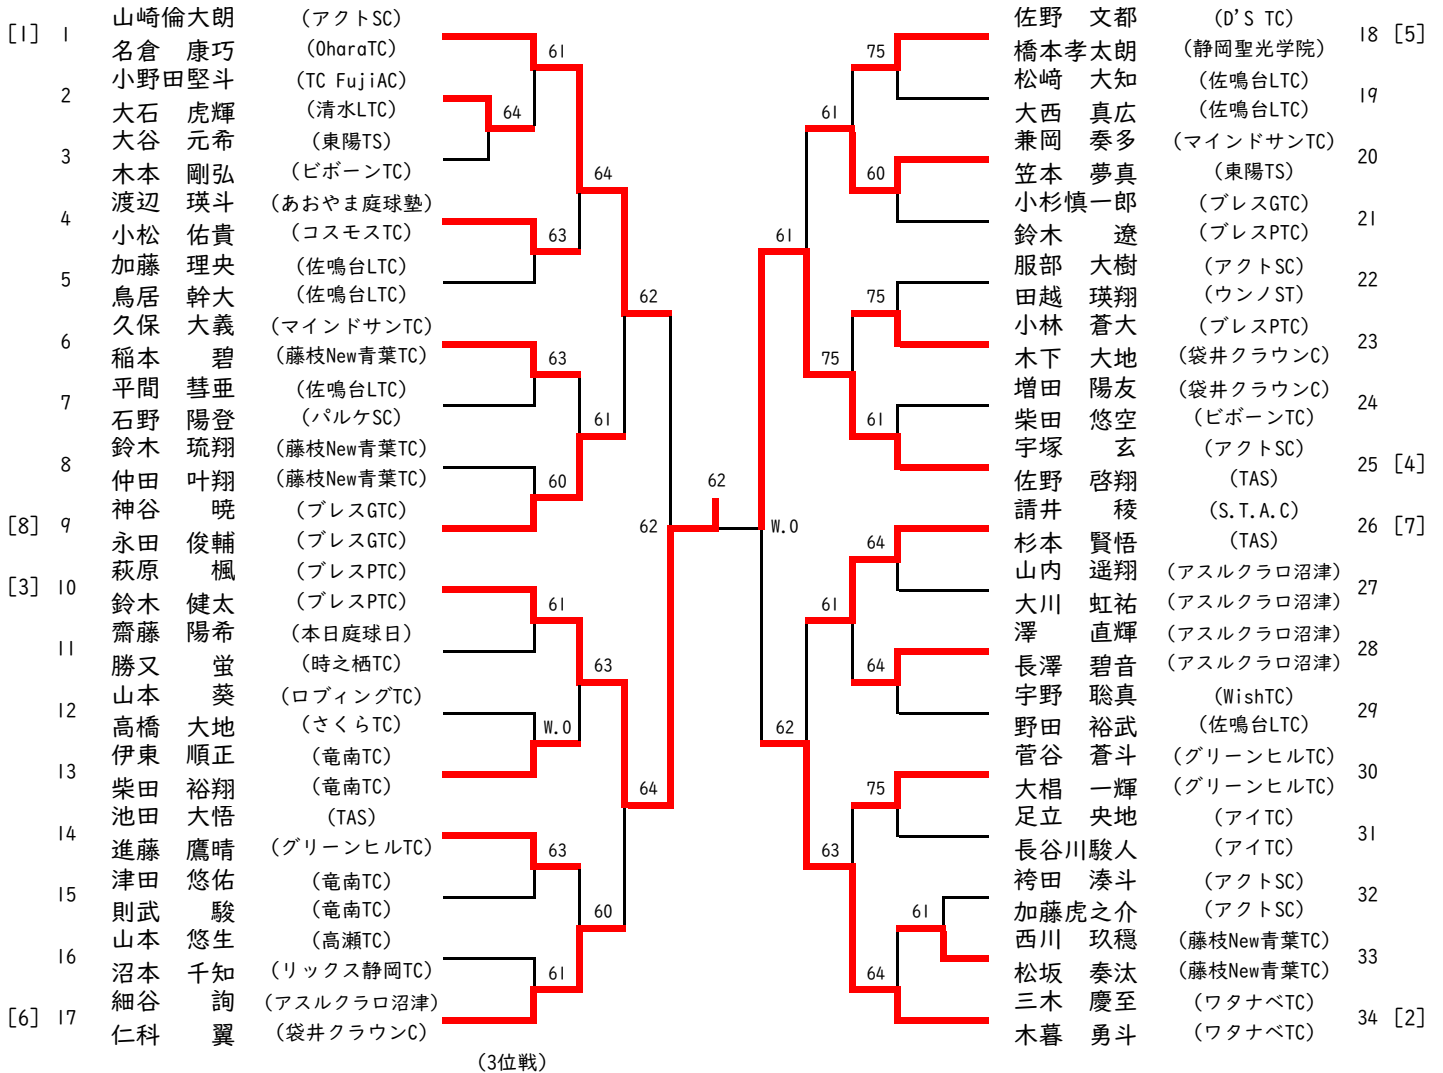 [1] 1 山崎倫大朗 (アクトSC)
名倉 康巧 (OharaTC)
2 小野田堅斗 (TC FujiAC)
大石 虎輝 (清水LTC)
3 大谷 元希 (東陽TS)
木本 剛弘 (ビボーンTC)
4 渡辺 瑛斗 (あおやま庭球塾)
小松 佑貴 (コスモスTC)
5 加藤 理央 (佐鳴台LTC)
鳥居 幹大 (佐鳴台LTC)
6 久保 大義 (マインドサンTC)
稲本 碧 (藤枝New青葉TC)
7 平間 彗亜 (佐鳴台LTC)
石野 陽登 (パルケSC)
8 鈴木 琉翔 (藤枝New青葉TC)
仲田 叶翔 (藤枝New青葉TC)
[8] 9 神谷 暁 (ブレスGTC)
永田 俊輔 (ブレスGTC)
[3] 10 萩原 楓 (ブレスPTC)
鈴木 健太 (ブレスPTC)
11 齋藤 陽希 (本日庭球日)
勝又 蛍 (時之栖TC)
12 山本 葵 (ロブィングTC)
高橋 大地 (さくらTC)
13 伊東 順正 (竜南TC)
柴田 裕翔 (竜南TC)
14 池田 大悟 (TAS)
進藤 鷹晴 (グリーンヒルTC)
15 津田 悠佑 (竜南TC)
則武 駿 (竜南TC)
16 山本 悠生 (高瀬TC)
沼本 千知 (リックス静岡TC)
[6] 17 細谷 詢 (アスルクラロ沼津)
仁科 翼 (袋井クラウンC)
61
64
64
63
62
63
61
60
62
61
63
W.O
64
63
60
61
62
W.O
75
61
60
61
75
75
61
64
61
64
62
75
63
61
64
佐野 文都 (D'S TC) 18 [5]
橋本孝太朗 (静岡聖光学院)
松﨑 大知 (佐鳴台LTC) 19
大西 真広 (佐鳴台LTC)
兼岡 奏多 (マインドサンTC) 20
笠本 夢真 (東陽TS)
小杉慎一郎 (ブレスGTC) 21
鈴木 遼 (ブレスPTC)
服部 大樹 (アクトSC) 22
田越 瑛翔 (ウンノST)
小林 蒼大 (ブレスPTC) 23
木下 大地 (袋井クラウンC)
増田 陽友 (袋井クラウンC) 24
柴田 悠空 (ビボーンTC)
宇塚 玄 (アクトSC) 25 [4]
佐野 啓翔 (TAS)
請井 稜 (S.T.A.C) 26 [7]
杉本 賢悟 (TAS)
山内 遥翔 (アスルクラロ沼津) 27
大川 虹祐 (アスルクラロ沼津)
澤 直輝 (アスルクラロ沼津) 28
長澤 碧音 (アスルクラロ沼津)
宇野 聡真 (WishTC) 29
野田 裕武 (佐鳴台LTC)
菅谷 蒼斗 (グリーンヒルTC) 30
大椙 一輝 (グリーンヒルTC)
足立 央地 (アイTC) 31
長谷川駿人 (アイTC)
袴田 湊斗 (アクトSC) 32
加藤虎之介 (アクトSC)
西川 玖穏 (藤枝New青葉TC) 33
松坂 奏汰 (藤枝New青葉TC)
三木 慶至 (ワタナベTC) 34 [2]
木暮 勇斗 (ワタナベTC)
(3位戦)